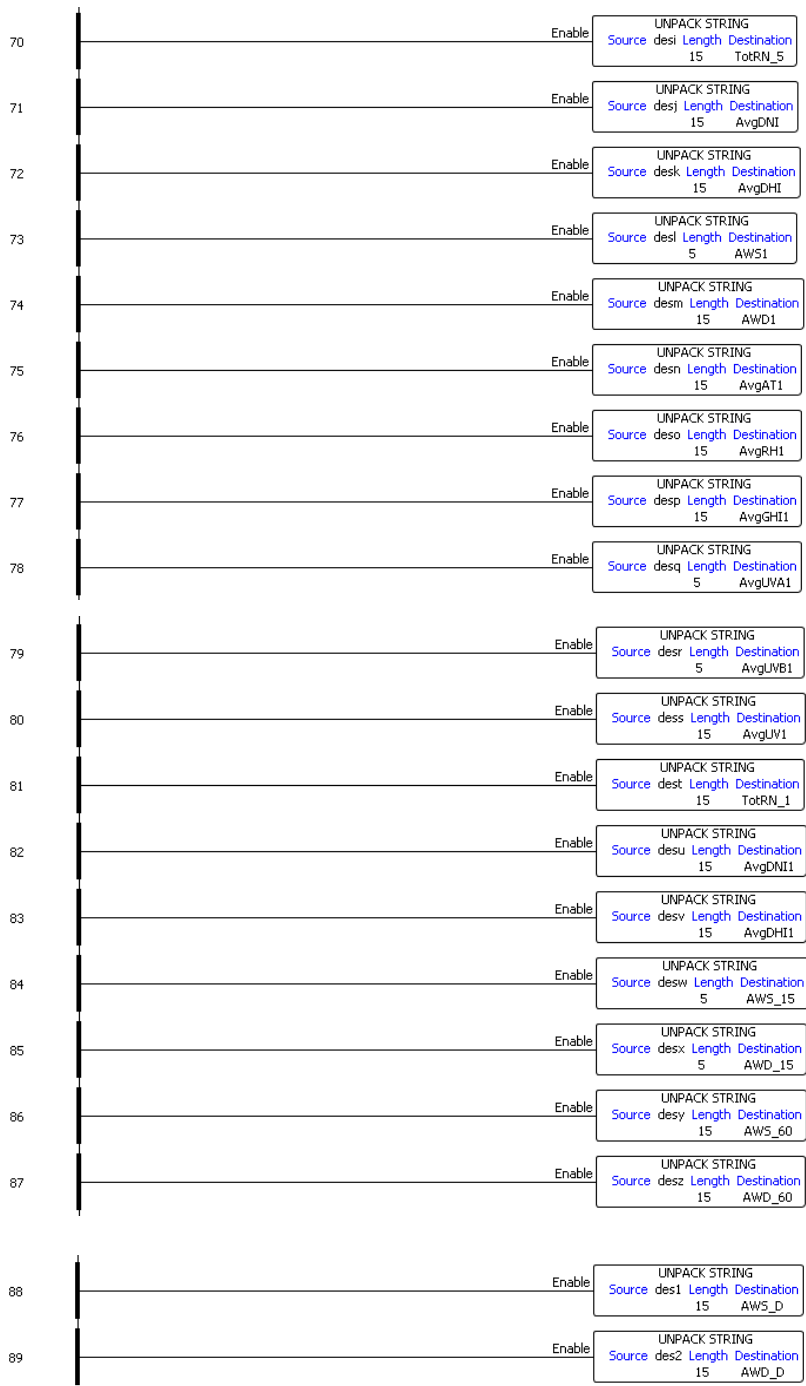 UNPACK STRING
70 Enable Source desi Length Destination
15 TotRN_5
UNPACK STRING
71 Enable Source desj Length Destination
15 AvgDNI
UNPACK STRING
72 Enable Source desk Length Destination
15 AvgDHI
UNPACK STRING
73 Enable Source desl Length Destination
5 AWS1
UNPACK STRING
74 Enable Source desm Length Destination
15 AWD1
UNPACK STRING
75 Enable Source desn Length Destination
15 AvgAT1
UNPACK STRING
76 Enable Source deso Length Destination
15 AvgRH1
UNPACK STRING
77 Enable Source desp Length Destination
15 AvgGHI1
UNPACK STRING
78 Enable Source desq Length Destination
5 AvgUVA1
UNPACK STRING
79 Enable Source desr Length Destination
5 AvgUVB1
UNPACK STRING
80 Enable Source dess Length Destination
15 AvgUV1
UNPACK STRING
81 Enable Source dest Length Destination
15 TotRN_1
UNPACK STRING
82 Enable Source desu Length Destination
15 AvgDNI1
UNPACK STRING
83 Enable Source desv Length Destination
15 AvgDHI1
UNPACK STRING
84 Enable Source desw Length Destination
5 AWS_15
UNPACK STRING
85 Enable Source desx Length Destination
5 AWD_15
UNPACK STRING
86 Enable Source desy Length Destination
15 AWS_60
UNPACK STRING
87 Enable Source desz Length Destination
15 AWD_60
UNPACK STRING
88 Enable Source des1 Length Destination
15 AWS_D
UNPACK STRING
89 Enable Source des2 Length Destination
15 AWD_D